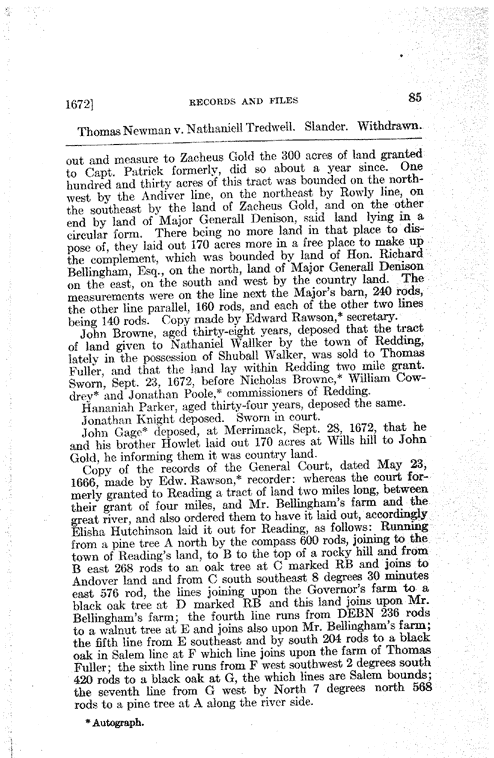 1672] RECORDS AND FILES 85
Thomas Newman v. Nathaniell Tredwell. Slander. Withdrawn.
out and measure to Zacheus Gold the 300 acres of land granted
to Capt. Patrick formerly, did so about a year since. One
hundred and thirty acres of this tract was bounded on the north-
west by the Andiver line, on the northeast by Rowly line, on
the southeast by the land of Zacheus Gold, and on the other
end by land of Major Generall Denison, said land lying in a
circular form. There being no more land in that place to dis-
pose of, they laid out 170 acres more in a free place to make up
the complement, which was bounded by land of Hon. Richard
Bellingham, Esq., on the north, land of Major Generall Denison
on the east, on the south and west by the country land. The
measurements were on the line next the Major's barn, 240 rods,
the other line parallel, 160 rods, and each of the other two lines
being 140 rods. Copy made by Edward Rawson,* secretary.
John Browne, aged thirty-eight years, deposed that the tract
of land given to Nathaniel Wallker by the town of Redding,
lately in the possession of Shuball Walker, was sold to Thomas
Fuller, and that the land lay within Redding two mile grant.
Sworn, Sept. 23, 1672, before Nicholas Browne,* William Cow-
drey* and Jonathan Poole,* commissioners of Redding.
Hananiah Parker, aged thirty-four years, deposed the same.
Jonathan Knight deposed. Sworn in court.
John Gage* deposed, at Merrimack, Sept. 28, 1672, that he
and his brother Howlet laid out 170 acres at Wills hill to John
Gold, he informing them it was country land.
Copy of the records of the General Court, dated May 23,
1666, made by Edw. Rawson,* recorder: whereas the court for-
merly granted to Reading a tract of land two miles long, between
their grant of four miles, and Mr. Bellingham's farm and the
great river, and also ordered them to have it laid out, accordingly
Elisha Hutchinson laid it out for Reading, as follows: Running
from a pine tree A north by the compass 600 rods, joining to the
town of Reading's land, to B to the top of a rocky hill and from
B east 268 rods to an oak tree at C marked RB and joins to
Andover land and from C south southeast 8 degrees 30 minutes
east 576 rod, the lines joining upon the Governor's farm to a
black oak tree at D marked RB and this land joins upon Mr.
Bellingham's farm; the fourth line runs from DEBN 236 rods
to a walnut tree at E and joins also upon Mr. Bellingham's farm;
the fifth line from E southeast and by south 204 rods to a black
oak in Salem line at F which line joins upon the farm of Thomas
Fuller; the sixth line runs from F west southwest 2 degrees south
420 rods to a black oak at G, the which lines are Salem bounds;
the seventh line from G west by North 7 degrees north 568
rods to a pine tree at A along the river side.
* Autograph.